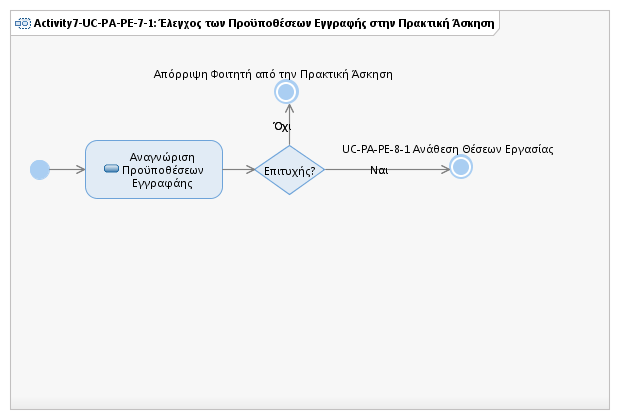 Activity7-UC-PA-PE-7-1: Έλεγχος των Προϋποθέσεων Εγγραφής στην Πρακτική Άσκηση
Απόρριψη Φοιτητή από την Πρακτική Άσκηση
Όχι
UC-PA-PE-8-1 Ανάθεση Θέσεων Εργασίας
Αναγνώριση
Προϋποθέσεων
Εγγραφάης
Επιτυχής?
Ναι